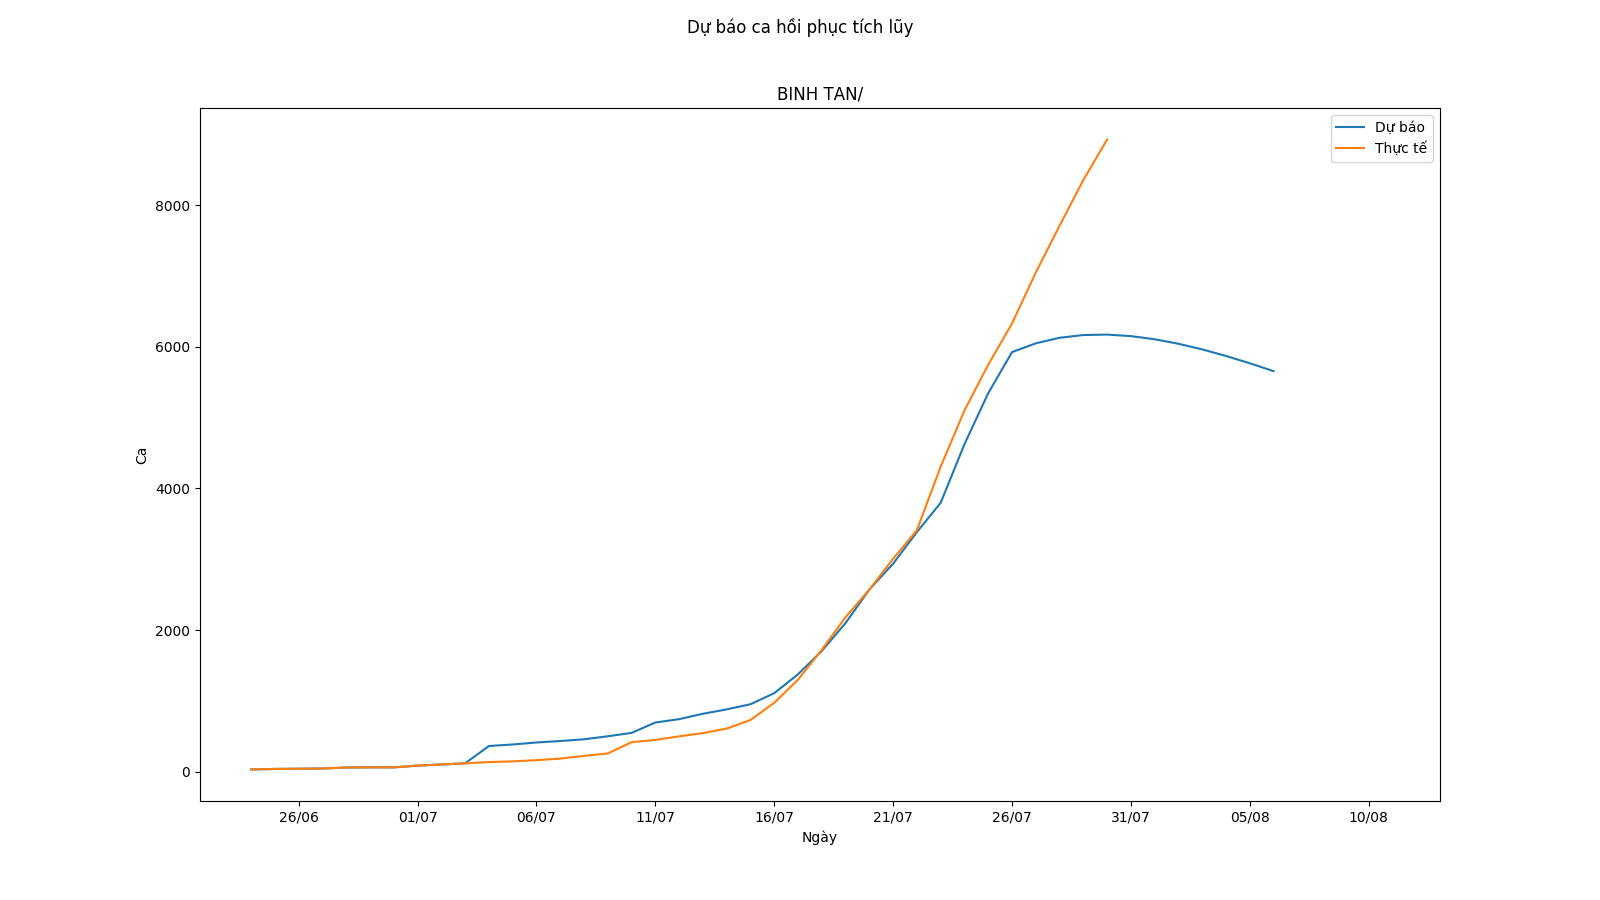 Dự báo ca hồi phục tích lũy
BINH TAN/
Dự báo
Thực tế
8000
6000
4000
2000
0
Ca
26/06 01/07 06/07 11/07 16/07 21/07 26/07 31/07 05/08 10/08
Ngày